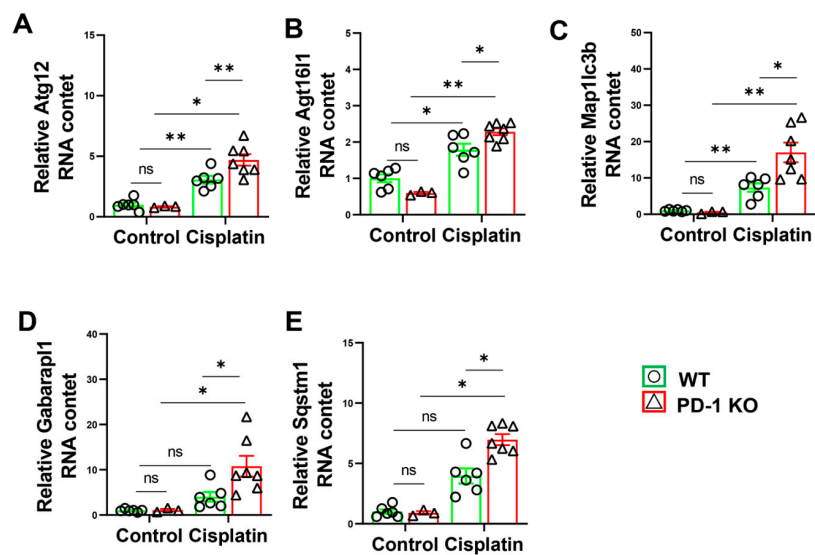 A
Relative Atg12
RNA contet
15
10
5
0
**
*
**
ns
Control Cisplatin
B
Relative Agt16l1
RNA contet
4
3
2
1
0
*
**
*
ns
Control Cisplatin
C
Relative Map1lc3b
RNA contet
50
40
30
20
10
0
*
**
**
ns
Control Cisplatin
D
Relative Gabarapl1
RNA contet
40
30
20
10
0
*
*
ns
ns
Control Cisplatin
E
Relative Sqstm1
RNA contet
15
10
5
0
*
*
ns
ns
Control Cisplatin
WT
PD-1 KO